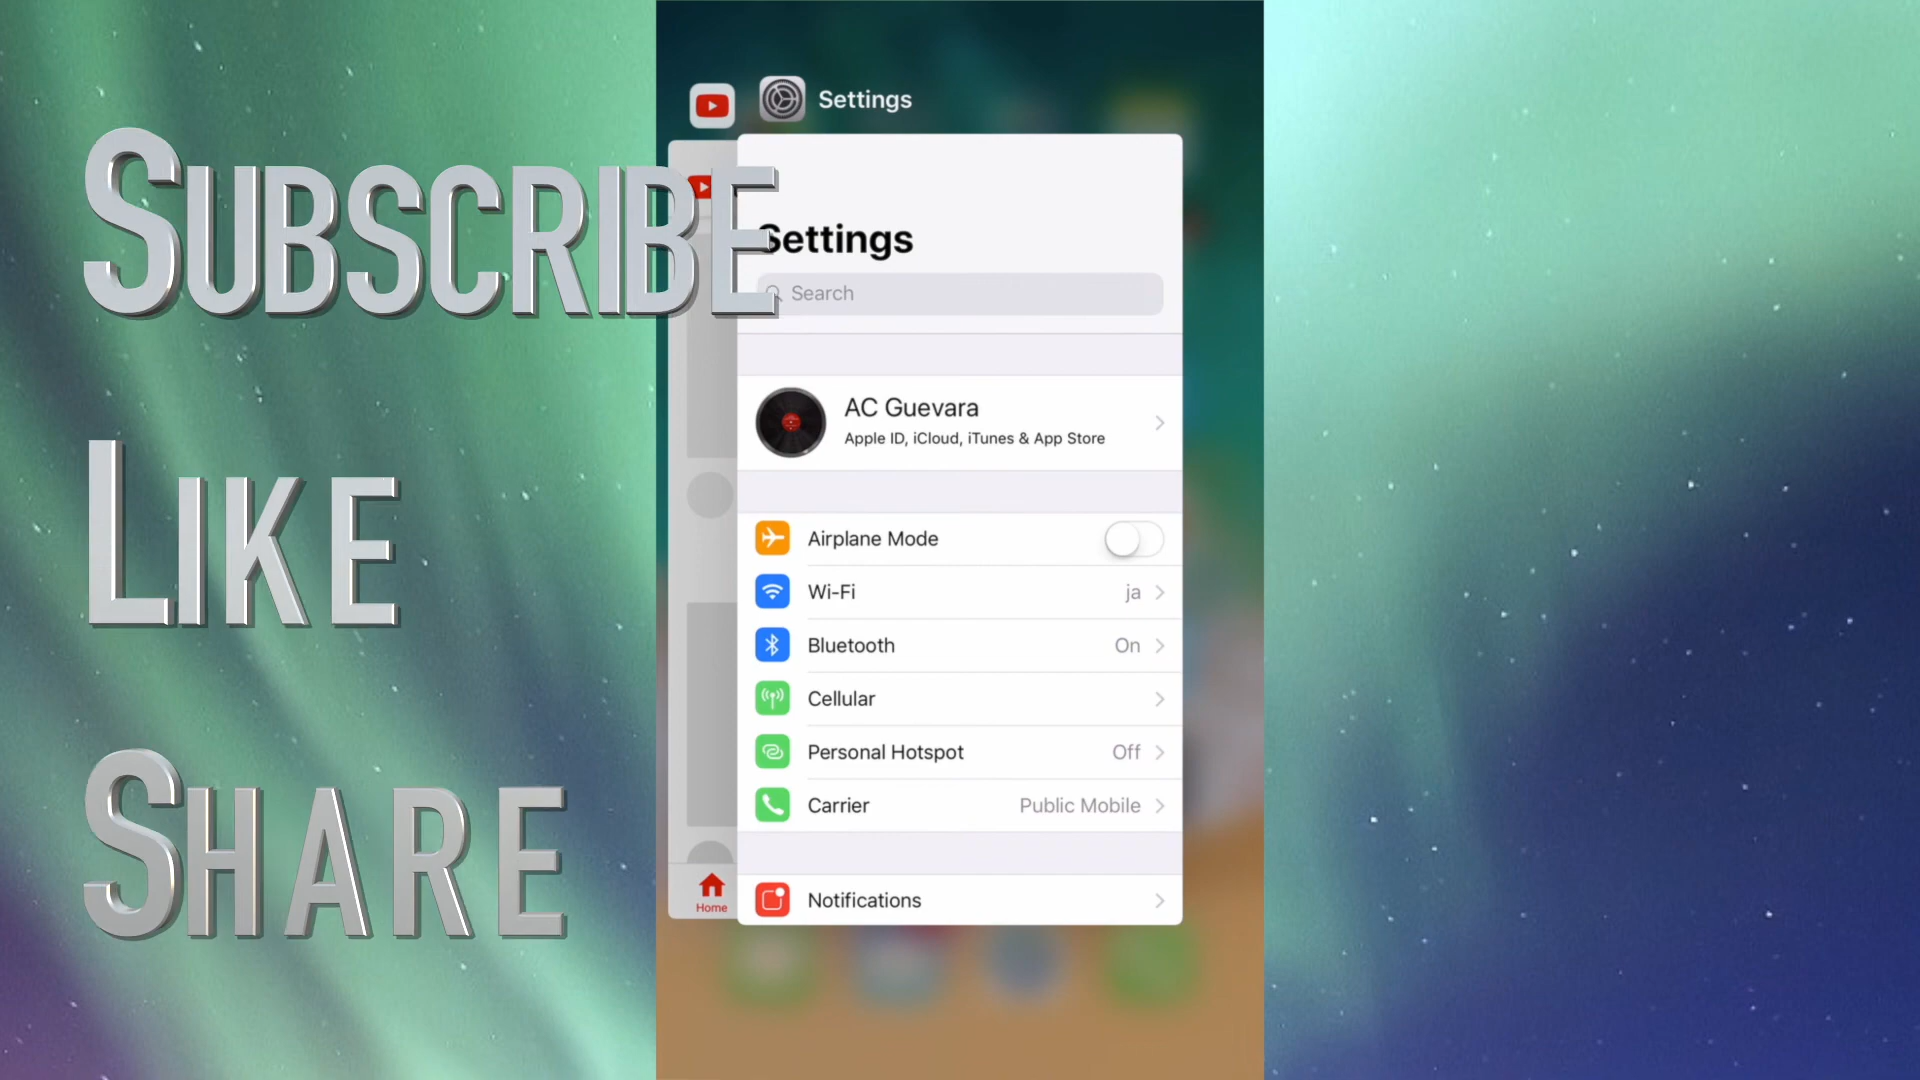 Settings
SUBSCRIBE
Settings
Search
AC Guevara
Apple ID, iCloud, iTunes & App Store
LIKE
Airplane Mode
Wi-Fi ja
Bluetooth On
Cellular
Personal Hotspot Off
Carrier Public Mobile
SHARE
Notifications
Home